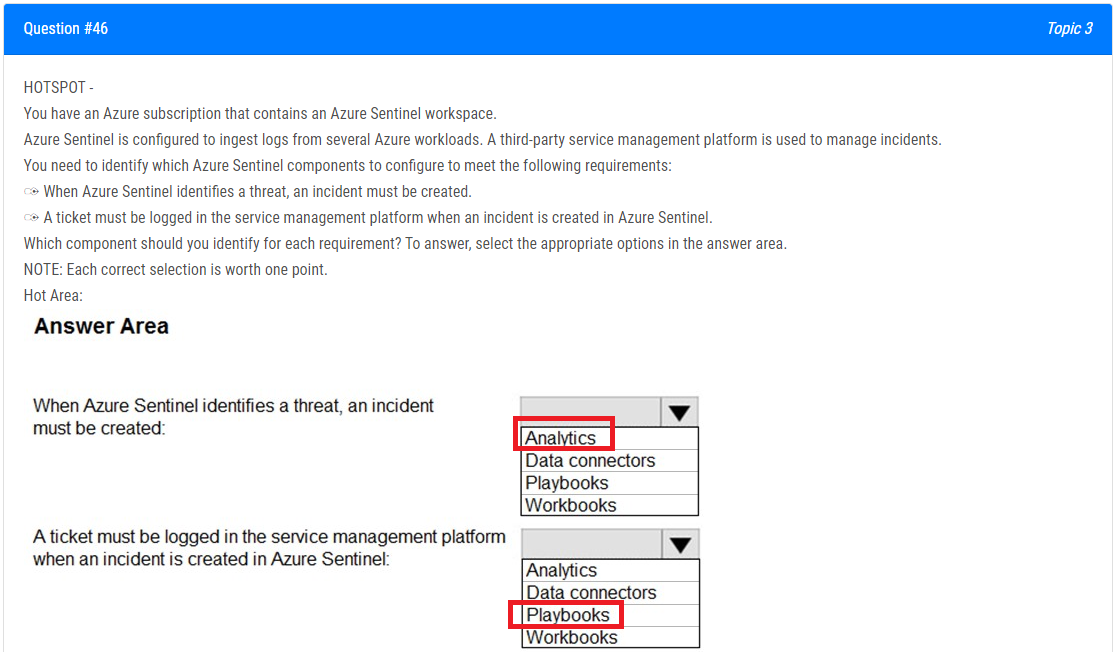 Question #46
Topic 3
HOTSPOT -
You have an Azure subscription that contains an Azure Sentinel workspace.
Azure Sentinel is configured to ingest logs from several Azure workloads. A third-party service management platform is used to manage incidents.
You need to identify which Azure Sentinel components to configure to meet the following requirements:
When Azure Sentinel identifies a threat, an incident must be created.
A ticket must be logged in the service management platform when an incident is created in Azure Sentinel.
Which component should you identify for each requirement? To answer, select the appropriate options in the answer area.
NOTE: Each correct selection is worth one point.
Hot Area:
Answer Area
When Azure Sentinel identifies a threat, an incident
must be created:
Analytics
Data connectors
Playbooks
Workbooks
A ticket must be logged in the service management platform
when an incident is created in Azure Sentinel:
Analytics
Data connectors
Playbooks
Workbooks